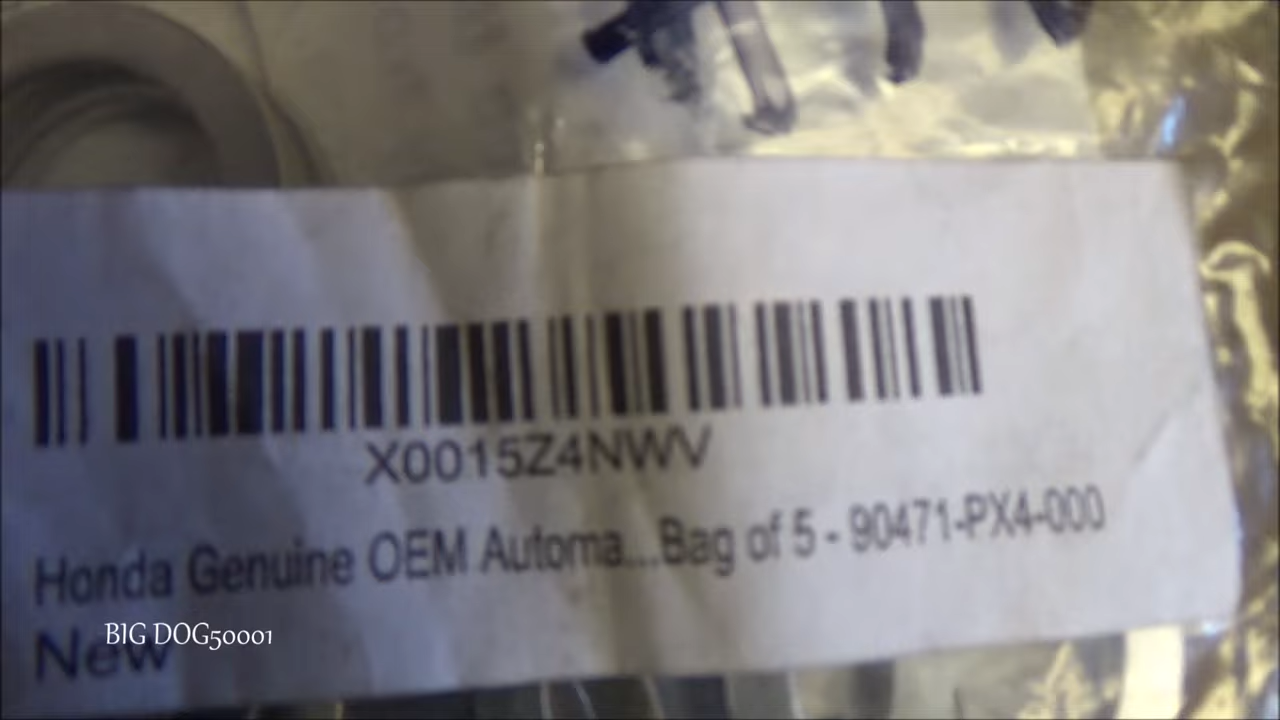 X0015Z4NWV
Honda Genuine OEM Automa...Bag of 5 - 90471-PX4-000
New
BIG DOG50001